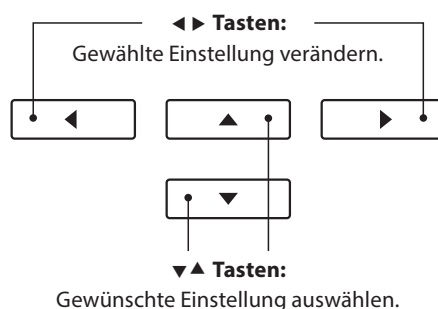 ◀ ▶ Tasten:
Gewählte Einstellung verändern.
▼▲ Tasten:
Gewünschte Einstellung auswählen.